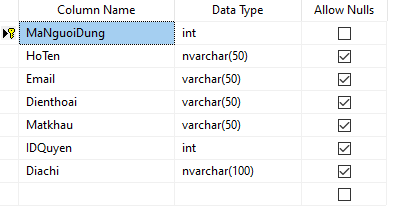 Column Name Data Type Allow Nulls
MaNguoiDung int
HoTen nvarchar(50)
Email varchar(50)
Dienthoai varchar(50)
Matkhau varchar(50)
IDQuyen int
Diachi nvarchar(100)